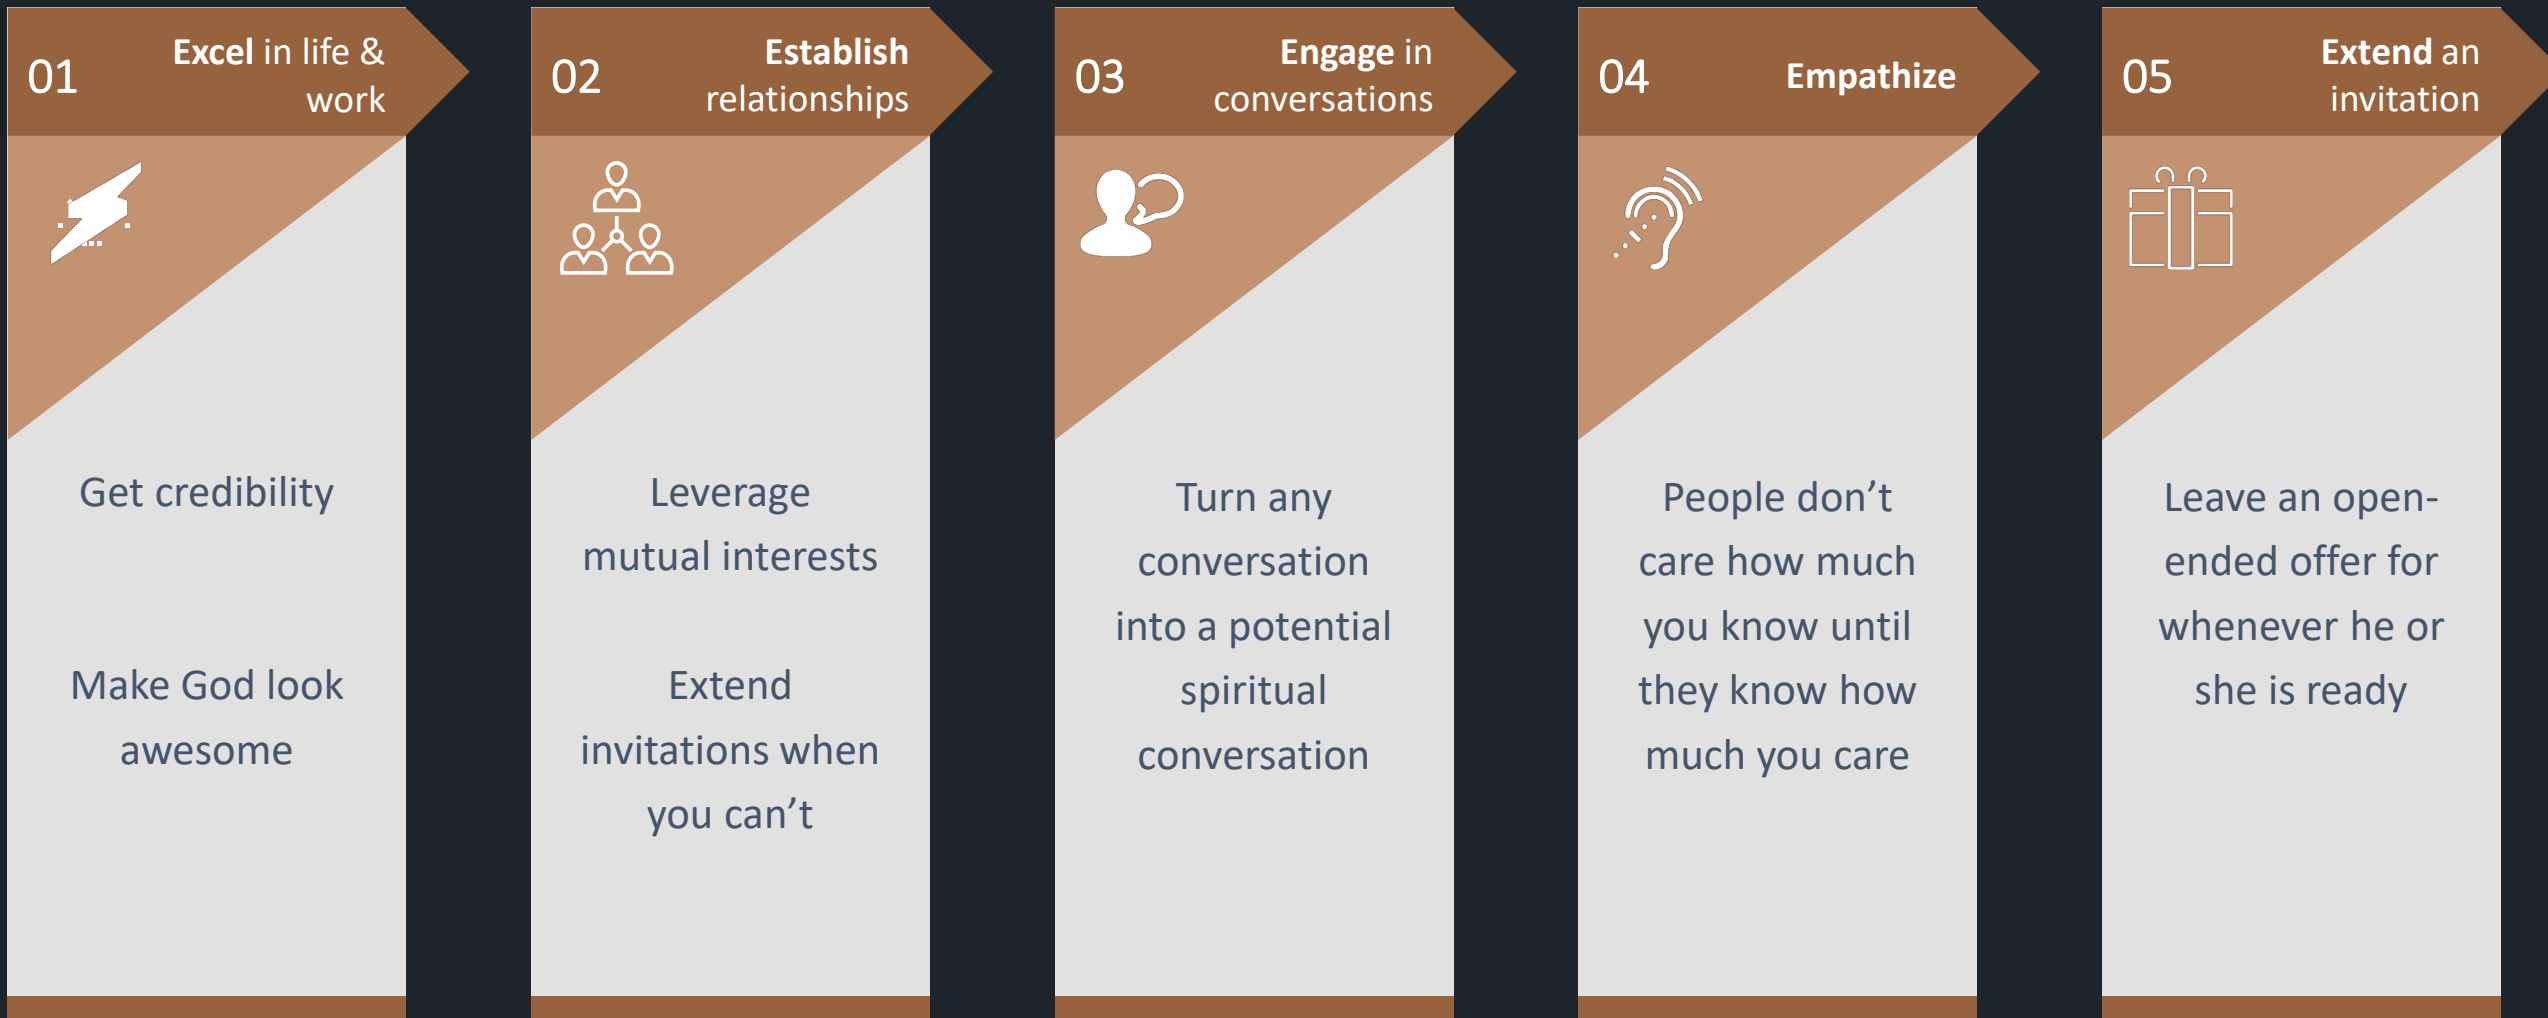 01
Excel in life &
work
Get credibility
Make God look
awesome
02
Establish
relationships
Leverage
mutual interests
Extend
invitations when
you can’t
03
Engage in
conversations
Turn any
conversation
into a potential
spiritual
conversation
04
Empathize
People don’t
care how much
you know until
they know how
much you care
05
Extend an
invitation
Leave an open-
ended offer for
whenever he or
she is ready